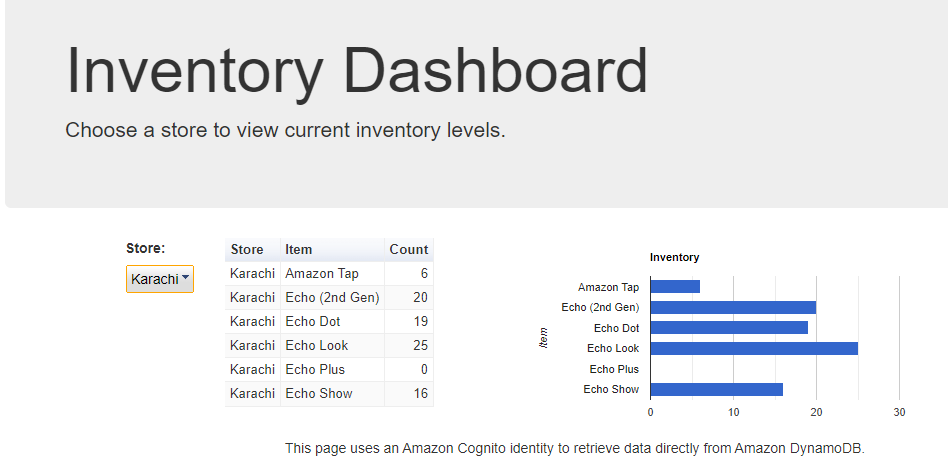 Inventory Dashboard
Choose a store to view current inventory levels.
Store:
Karachi
Store Item Count
Karachi Amazon Tap 6
Karachi Echo (2nd Gen) 20
Karachi Echo Dot 19
Karachi Echo Look 25
Karachi Echo Plus 0
Karachi Echo Show 16
Inventory
Item
Amazon Tap
Echo (2nd Gen)
Echo Dot
Echo Look
Echo Plus
Echo Show
0 10 20 30
This page uses an Amazon Cognito identity to retrieve data directly from Amazon DynamoDB.